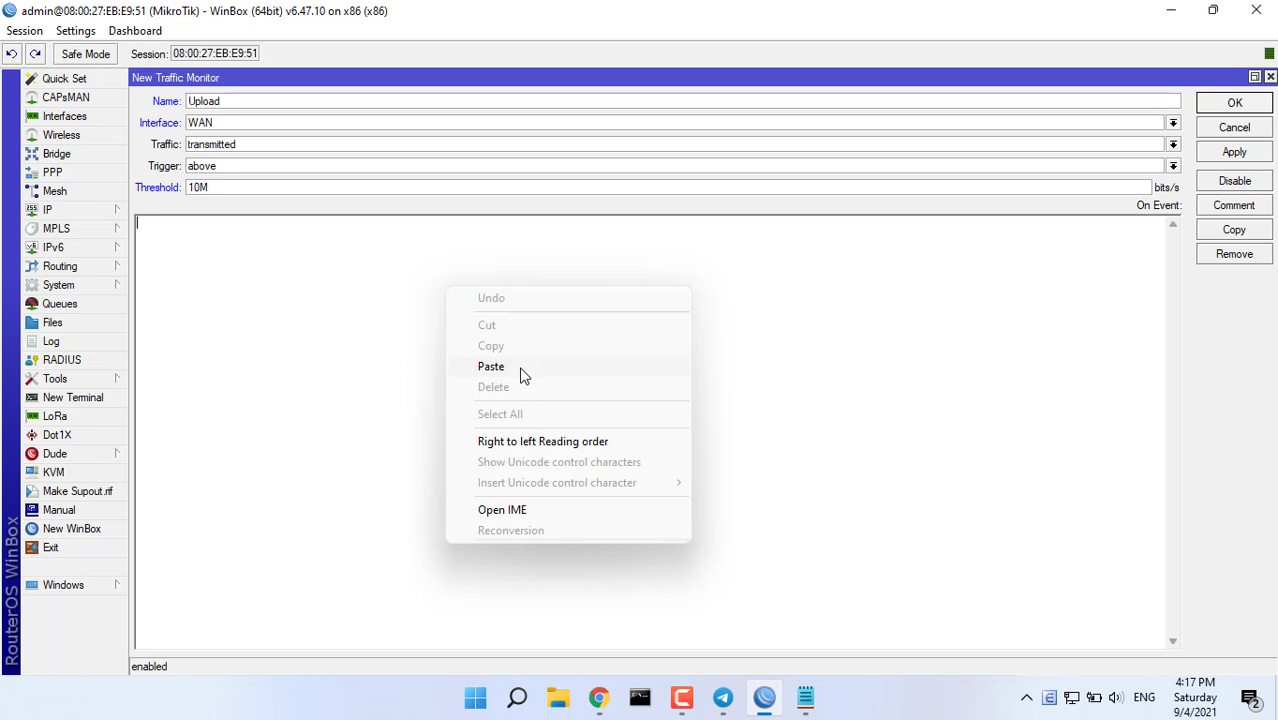 admin@08:00:27:EB:E9:51 (MikroTik) - WinBox (64bit) v6.47.10 on x86 (x86)
Session Settings Dashboard
Safe Mode Session: 08:00:27:EB:E9:51
Quick Set
CAPsMAN
Interfaces
Wireless
Bridge
PPP
Mesh
IP
MPLS
IPv6
Routing
System
Queues
Files
Log
RADIUS
Tools
New Terminal
LoRa
Dot1X
Dude
KVM
Make Supout.rif
Manual
New WinBox
Exit
Windows
RouterOS WinBox
New Traffic Monitor
Name: Upload
Interface: WAN
Traffic: transmitted
Trigger: above
Threshold: 10M bits/s
On Event:
Undo
Cut
Copy
Paste
Delete
Select All
Right to left Reading order
Show Unicode control characters
Insert Unicode control character
Open IME
Reconversion
OK
Cancel
Apply
Disable
Comment
Copy
Remove
enabled
ENG
4:17 PM
Saturday
9/4/2021
2